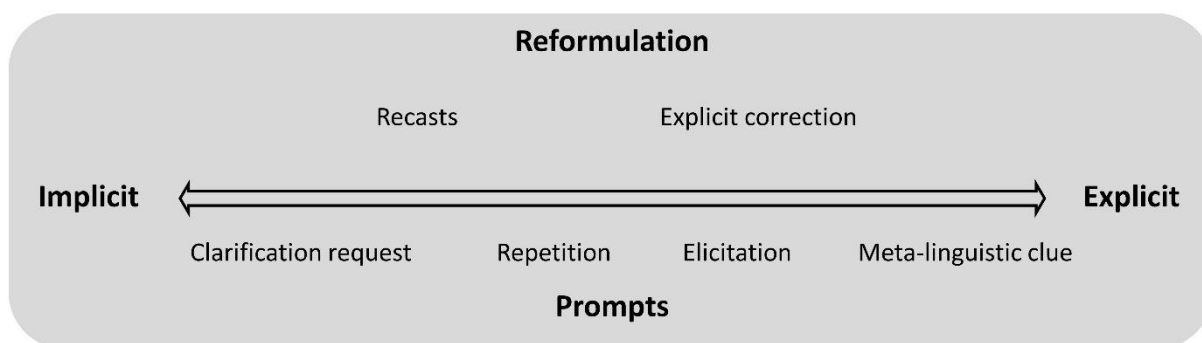 Reformulation
Recasts Explicit correction
Implicit Explicit
Clarification request Repetition Elicitation Meta-linguistic clue
Prompts